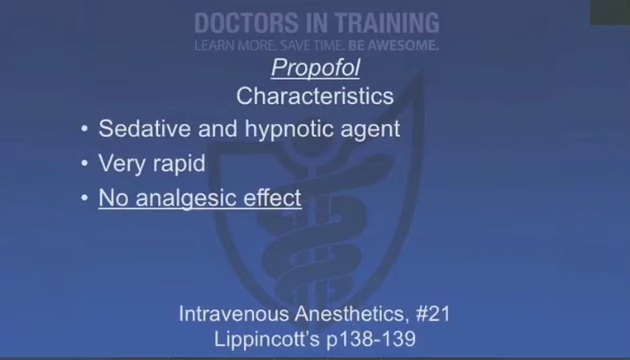 DOCTORS IN TRAINING
LEARN MORE. SAVE TIME. BE AWESOME.
Propofol
Characteristics
• Sedative and hypnotic agent
• Very rapid
• No analgesic effect
Intravenous Anesthetics, #21
Lippincott's p138-139